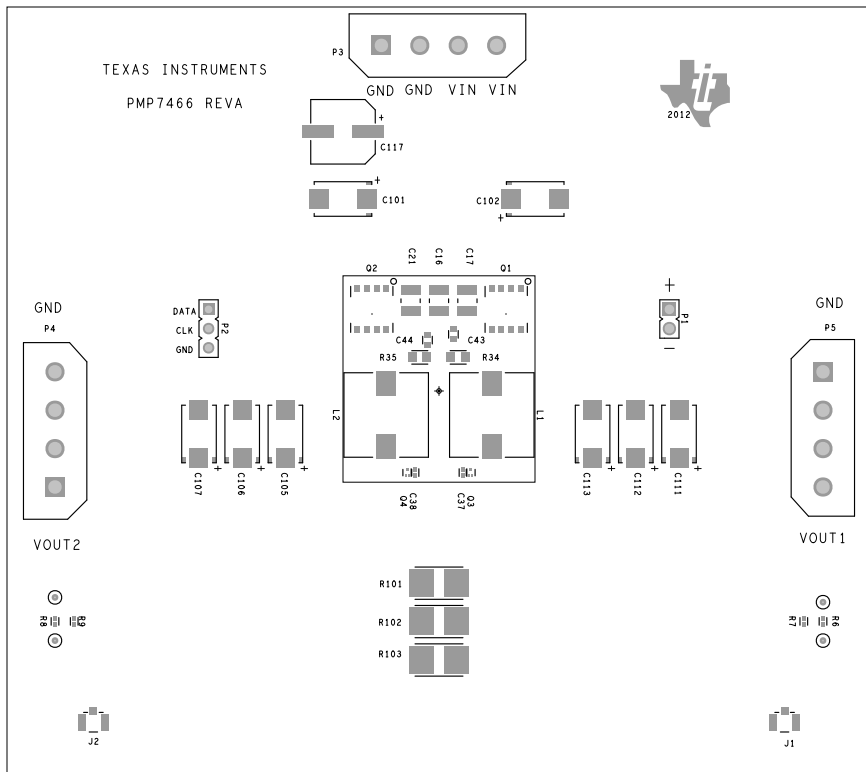 P3
TEXAS INSTRUMENTS
GND GND VIN VIN
PMP7466 REVA
2012
+
C117
+
C101
C102
+
C21
C16
C17
Q2
Q1
GND
P4
DATA
CLK
GND
P2
+
P1
−
GND
P5
C44
C43
R35
R34
L2
L1
C107
+
C106
+
C105
+
C113
+
C112
+
C111
+
Q4
C38
C37
Q3
VOUT2
VOUT1
R101
R102
R103
R8
R9
R7
R6
J2
J1